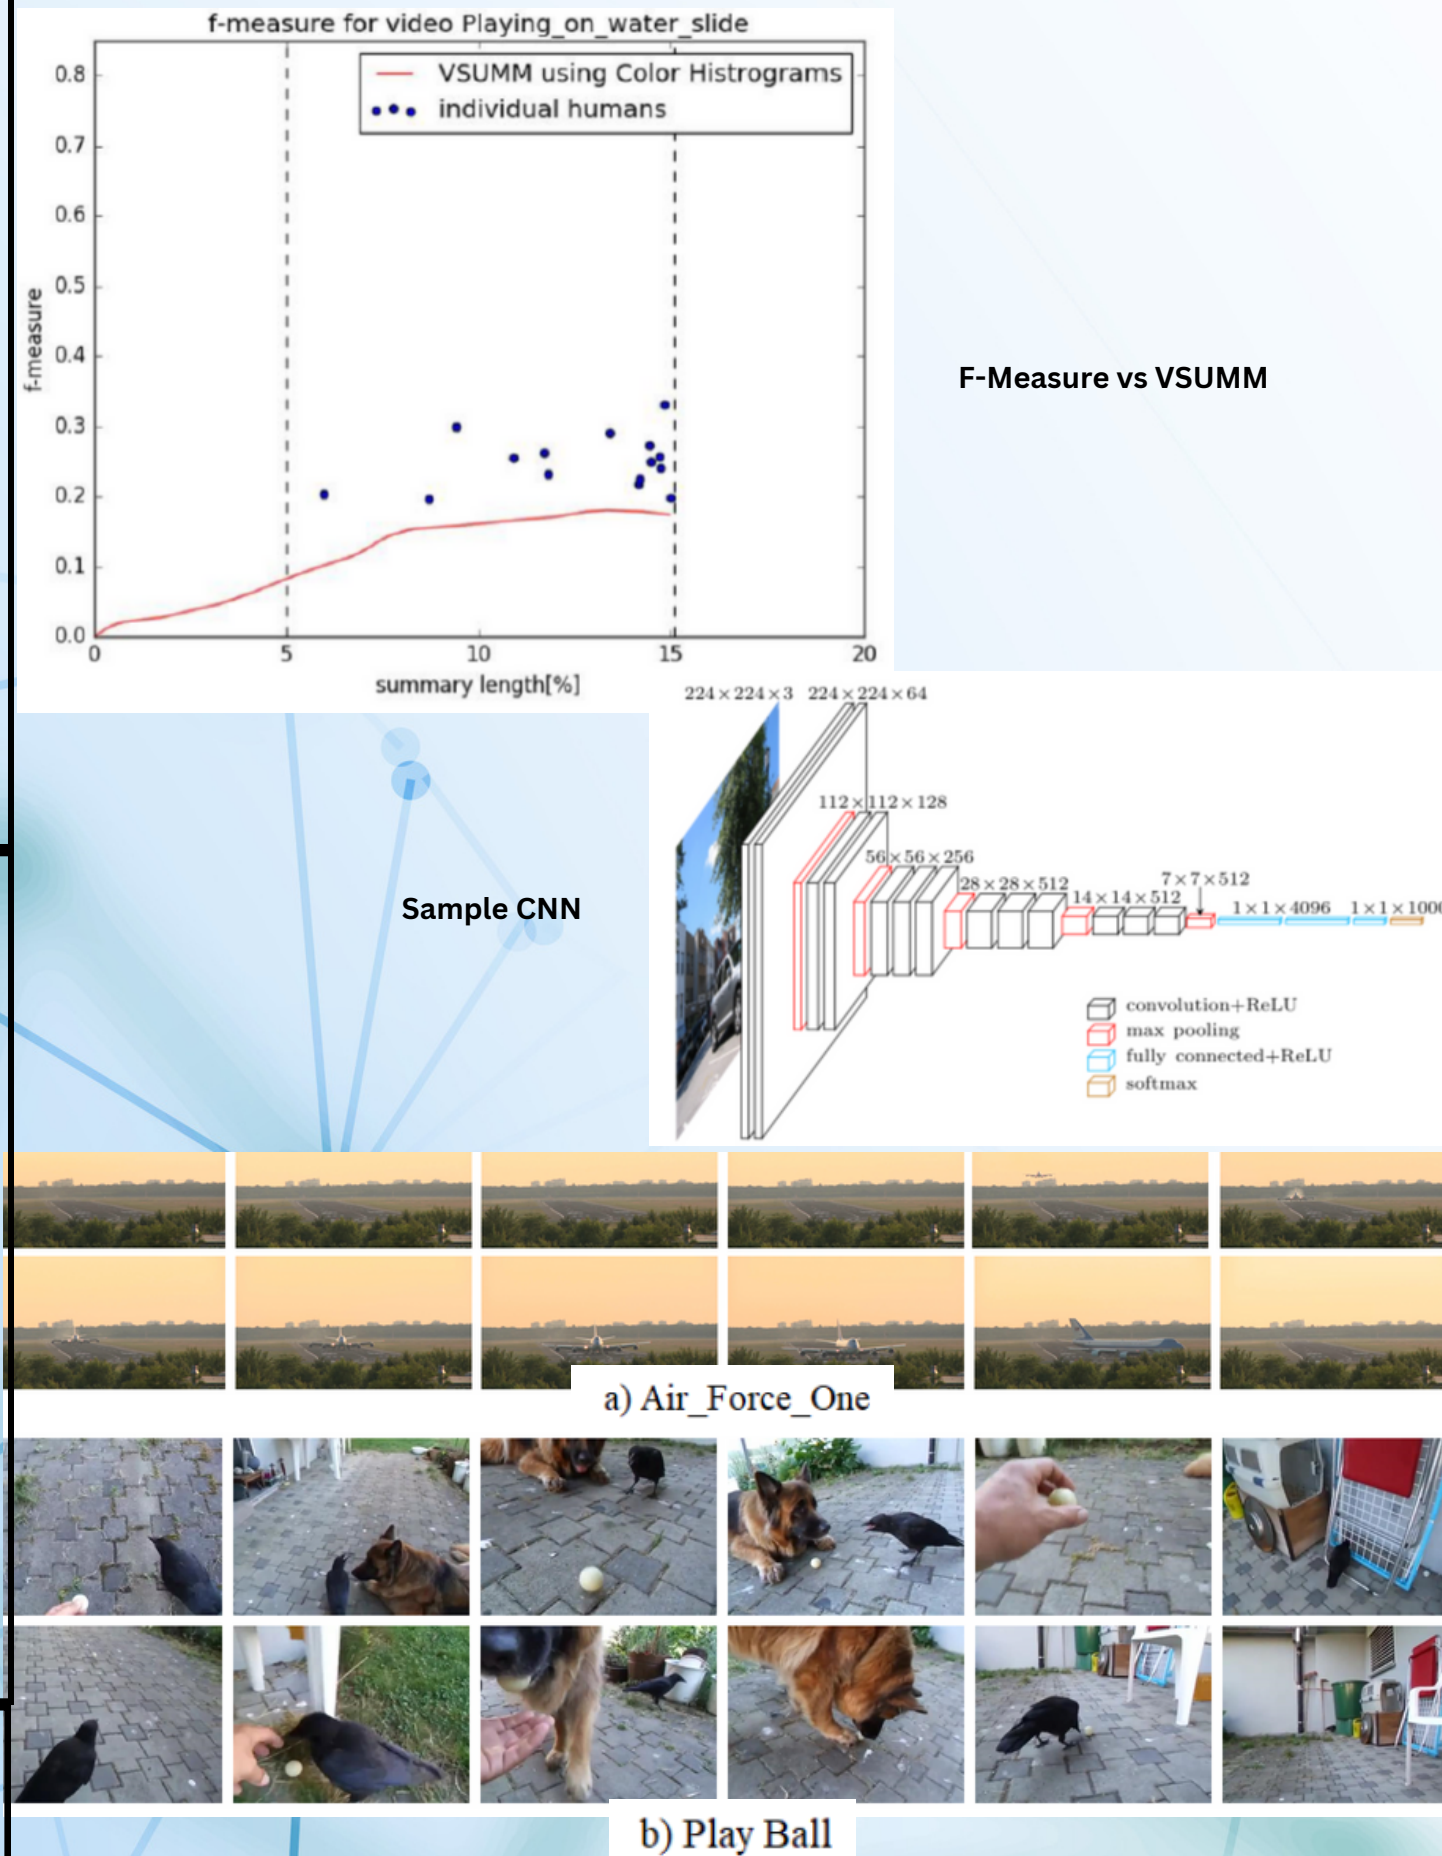 f-measure for video Playing_on_water_slide
VSUMM using Color Histrograms
individual humans
0.8
0.7
0.6
0.5
0.4
0.3
0.2
0.1
0.0
f-measure
0 5 10 15 20
summary length[%]
F-Measure vs VSUMM
Sample CNN
224×224×3 224×224×64
112×112×128
56×56×256
28×28×512
14×14×512
7×7×512
1×1×4096 1×1×1000
convolution+ReLU
max pooling
fully connected+ReLU
softmax
a) Air_Force_One
b) Play Ball